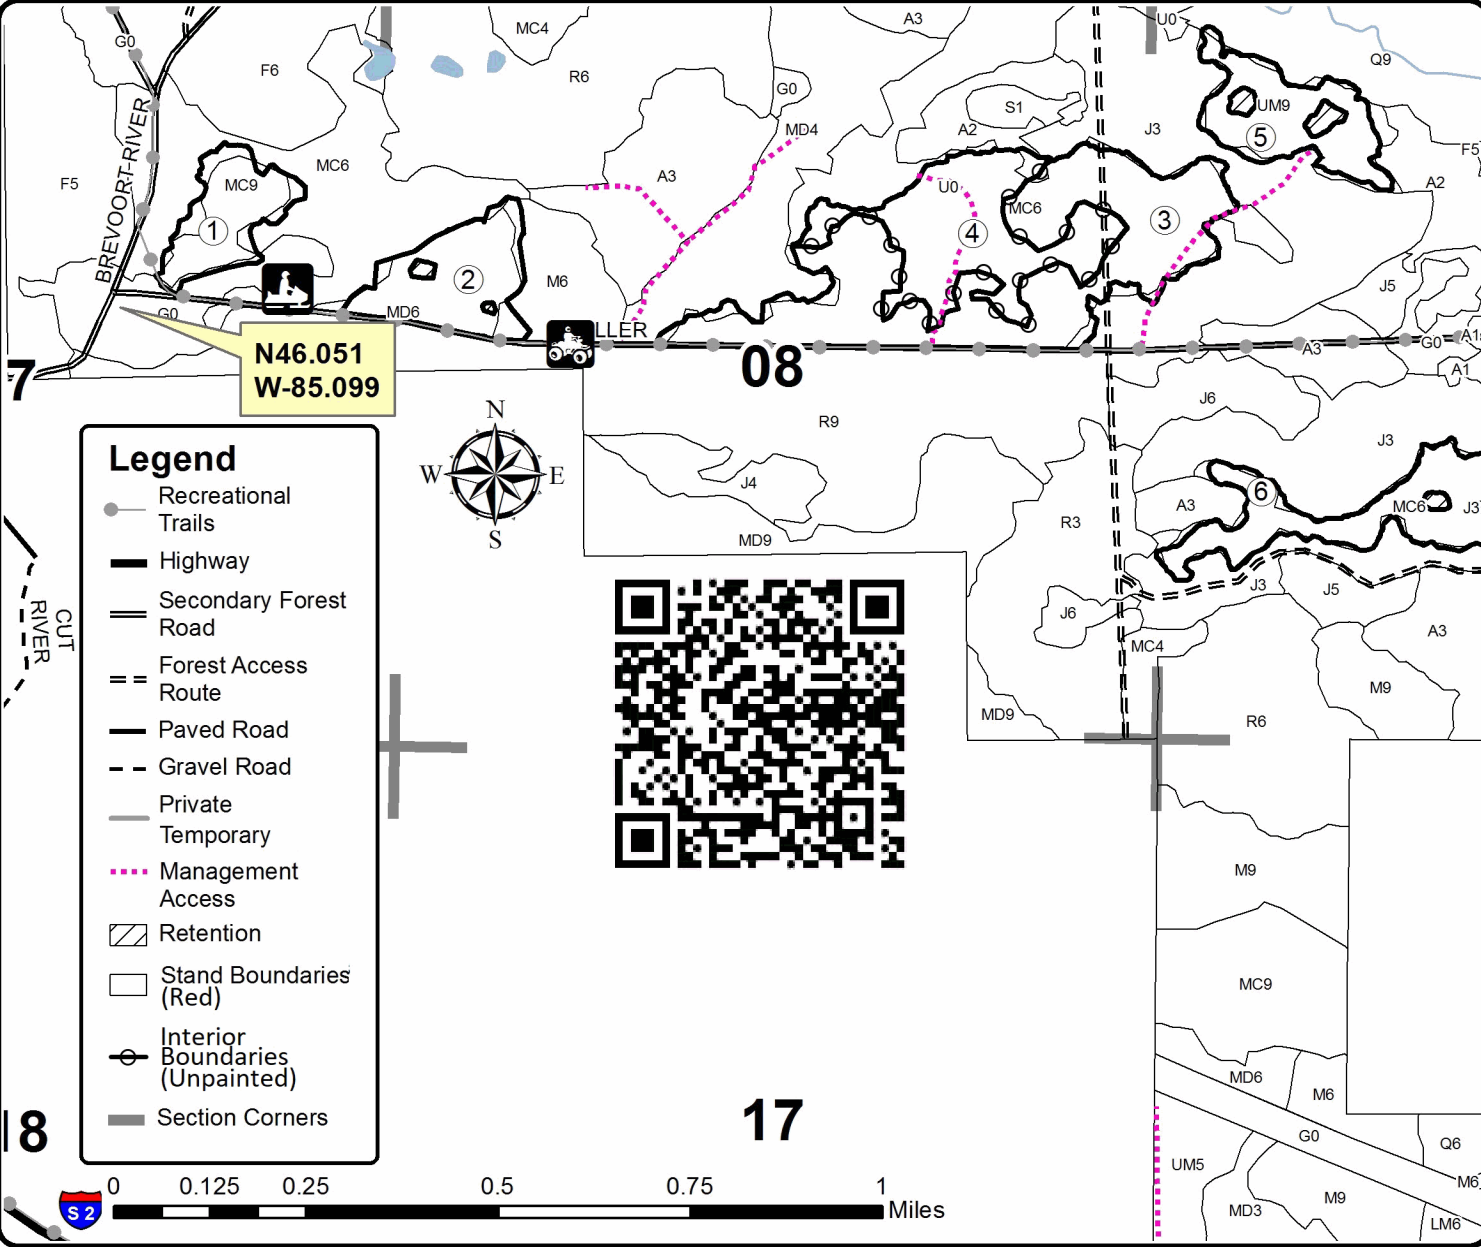 A3
U0
MC4
G0
Q9
F6
R6
G0
S1
UM9
MD4
A2
J3
5
F5
BREVOORT-RIVER
MC6
A3
F5
MC9
A2
U0
MC6
1
4
3
2
M6
J5
G0
MD6
LLER
A3
G0
A1
7
N46.051
W-85.099
08
A1
J6
R9
N
W E
S
J3
J4
6
A3
MC6
J3
R3
MD9
J3
J5
J6
A3
MC4
M9
MD9
R6
CUT
RIVER
Legend
Recreational
Trails
Highway
Secondary Forest
Road
Forest Access
Route
Paved Road
Gravel Road
Private
Temporary
Management
Access
Retention
Stand Boundaries
(Red)
Interior
Boundaries
(Unpainted)
Section Corners
M9
MC9
MD6
M6
17
8
G0
Q6
UM5
M6
M9
MD3
LM6
S 2
0 0.125 0.25 0.5 0.75 1
Miles